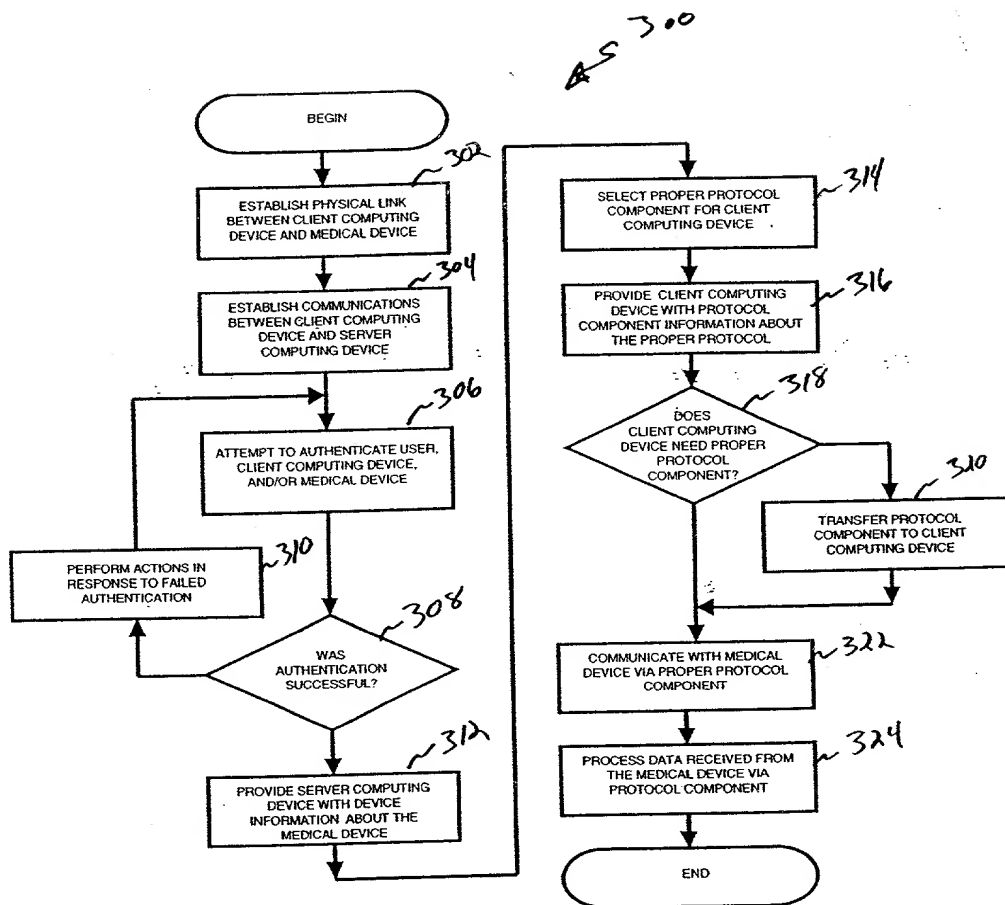 300
BEGIN
302
ESTABLISH PHYSICAL LINK
BETWEEN CLIENT COMPUTING
DEVICE AND MEDICAL DEVICE
304
ESTABLISH COMMUNICATIONS
BETWEEN CLIENT COMPUTING
DEVICE AND SERVER
COMPUTING DEVICE
306
ATTEMPT TO AUTHENTICATE USER,
CLIENT COMPUTING DEVICE,
AND/OR MEDICAL DEVICE
310
PERFORM ACTIONS IN
RESPONSE TO FAILED
AUTHENTICATION
308
WAS
AUTHENTICATION
SUCCESSFUL?
312
PROVIDE SERVER COMPUTING
DEVICE WITH DEVICE
INFORMATION ABOUT THE
MEDICAL DEVICE
314
SELECT PROPER PROTOCOL
COMPONENT FOR CLIENT
COMPUTING DEVICE
316
PROVIDE CLIENT COMPUTING
DEVICE WITH PROTOCOL
COMPONENT INFORMATION ABOUT
THE PROPER PROTOCOL
318
DOES
CLIENT COMPUTING
DEVICE NEED PROPER
PROTOCOL
COMPONENT?
320
TRANSFER PROTOCOL
COMPONENT TO CLIENT
COMPUTING DEVICE
322
COMMUNICATE WITH MEDICAL
DEVICE VIA PROPER PROTOCOL
COMPONENT
324
PROCESS DATA RECEIVED FROM
THE MEDICAL DEVICE VIA
PROTOCOL COMPONENT
END